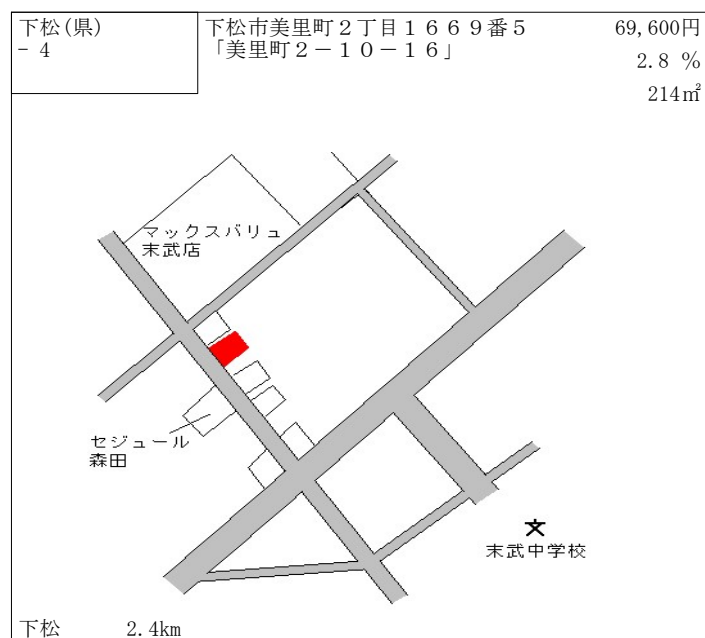 下松(県)
- 4
下松市美里町２丁目１６６９番５
「美里町２－１０－１６」
69,600円
2.8 %
214㎡
マックスバリュ
末武店
セジュール
森田
文
末武中学校
下松 2.4km